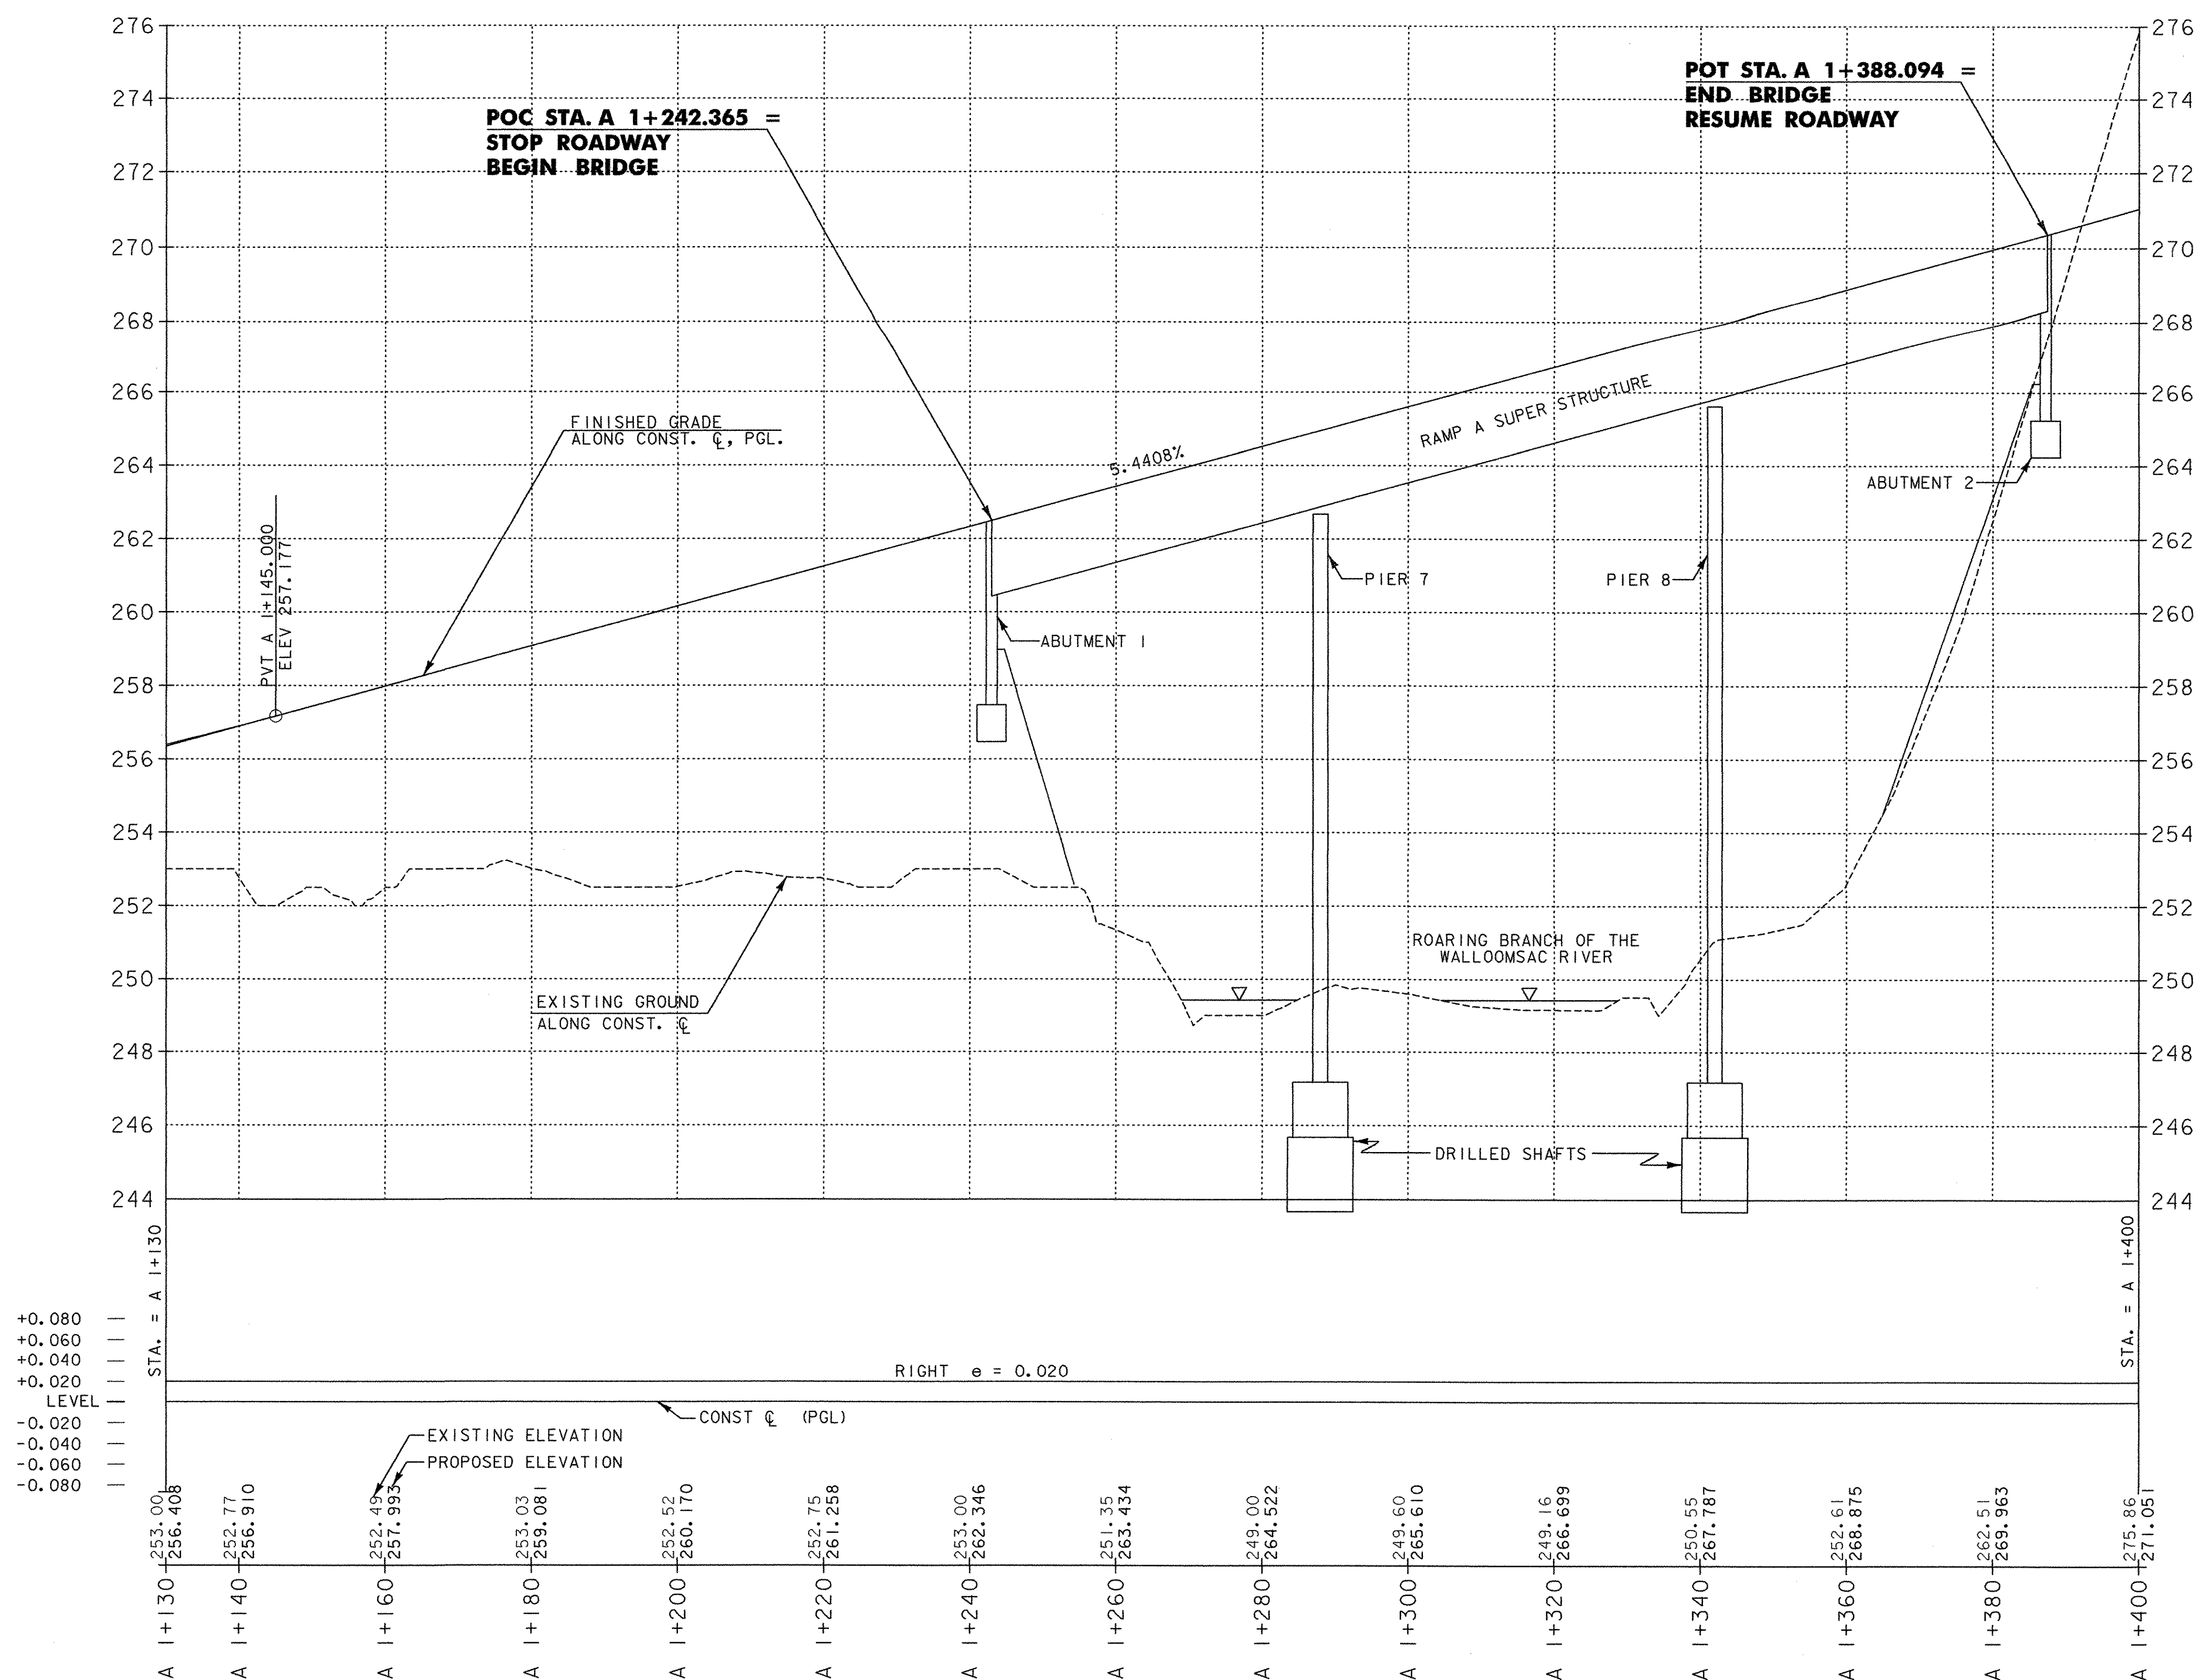 276
274
272
270
268
266
264
262
260
258
256
254
252
250
248
246
244
276
274
272
270
268
266
264
262
260
258
256
254
252
250
248
246
244
POC STA. A 1+242.365 =
STOP ROADWAY
BEGIN BRIDGE
POT STA. A 1+388.094 =
END BRIDGE
RESUME ROADWAY
FINISHED GRADE
ALONG CONST. ℄, PGL.
PVT A 1+145.000
ELEV 257.177
5.4408%
RAMP A SUPER STRUCTURE
ABUTMENT 1
PIER 7
PIER 8
ABUTMENT 2
ROARING BRANCH OF THE
WALLOOMSAC RIVER
EXISTING GROUND
ALONG CONST. ℄
DRILLED SHAFTS
STA. = A 1+130
STA. = A 1+400
+0.080
+0.060
+0.040
+0.020
LEVEL
-0.020
-0.040
-0.060
-0.080
RIGHT e = 0.020
CONST ℄ (PGL)
EXISTING ELEVATION
PROPOSED ELEVATION
253.00
256.408
252.77
256.910
252.49
257.993
253.03
259.081
252.52
260.170
252.75
261.258
253.00
262.346
251.35
263.434
249.00
264.522
249.60
265.610
249.16
266.699
250.55
267.787
252.61
268.875
262.51
269.963
275.86
271.051
A 1+130
A 1+140
A 1+160
A 1+180
A 1+200
A 1+220
A 1+240
A 1+260
A 1+280
A 1+300
A 1+320
A 1+340
A 1+360
A 1+380
A 1+400